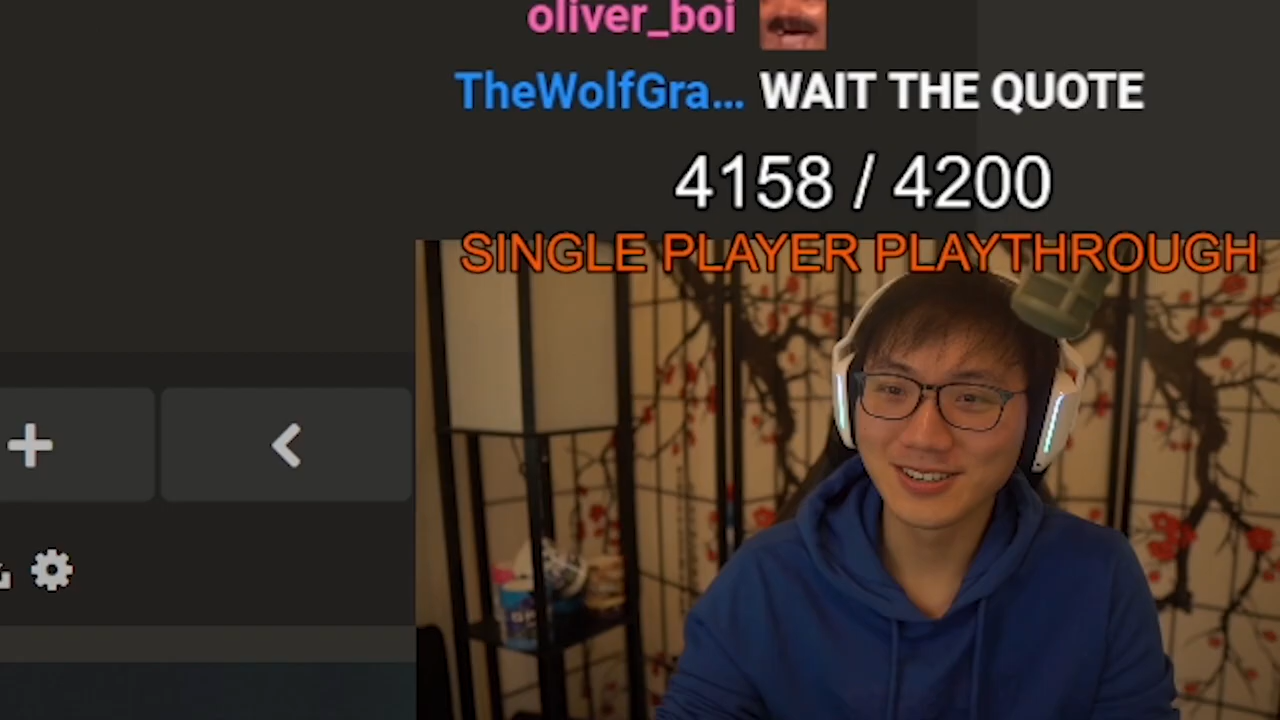 oliver_boi
TheWolfGra... WAIT THE QUOTE
4158 / 4200
SINGLE PLAYER PLAYTHROUGH